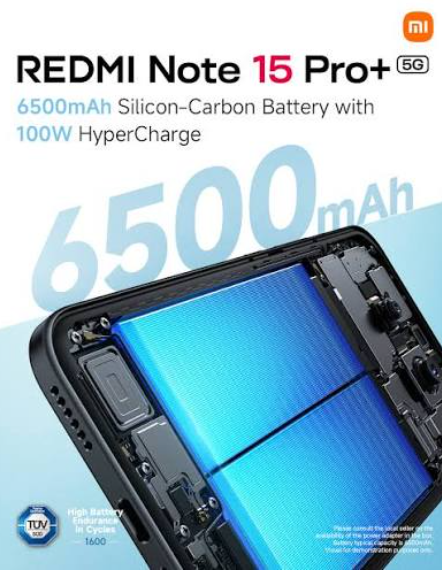 mi
REDMI Note 15 Pro+ 5G
6500mAh Silicon-Carbon Battery with
100W HyperCharge
6500mAh
TÜV
SÜD
High Battery
Endurance
in Cycles
1600
Please consult the local seller on the
availability of the power adapter in the box.
Battery typical capacity is 6500mAh.
Visual for demonstration purposes only.